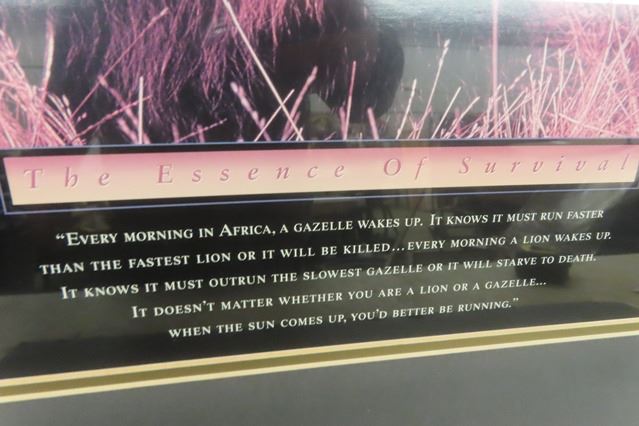 The Essence Of Survival
"EVERY MORNING IN AFRICA, A GAZELLE WAKES UP. IT KNOWS IT MUST RUN FASTER
THAN THE FASTEST LION OR IT WILL BE KILLED...EVERY MORNING A LION WAKES UP.
IT KNOWS IT MUST OUTRUN THE SLOWEST GAZELLE OR IT WILL STARVE TO DEATH.
IT DOESN'T MATTER WHETHER YOU ARE A LION OR A GAZELLE...
WHEN THE SUN COMES UP, YOU'D BETTER BE RUNNING."